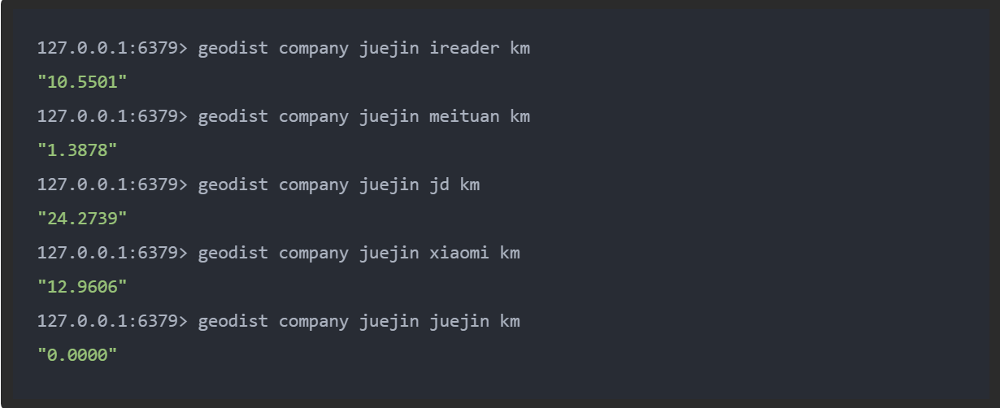 127.0.0.1:6379> geodist company juejin ireader km
"10.5501"
127.0.0.1:6379> geodist company juejin meituan km
"1.3878"
127.0.0.1:6379> geodist company juejin jd km
"24.2739"
127.0.0.1:6379> geodist company juejin xiaomi km
"12.9606"
127.0.0.1:6379> geodist company juejin juejin km
"0.0000"